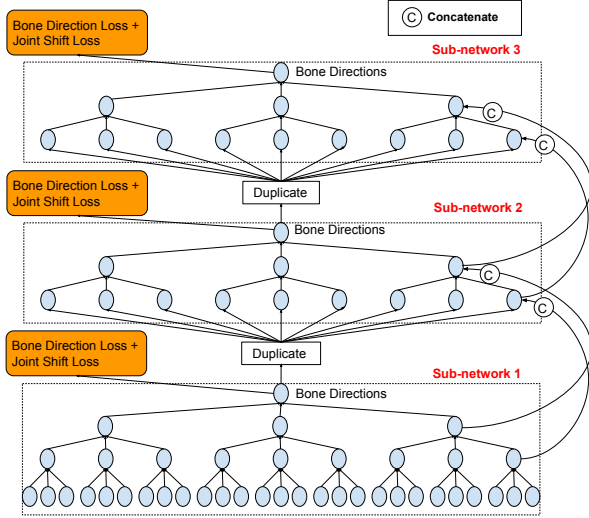 Bone Direction Loss +
Joint Shift Loss
C Concatenate
Sub-network 3
Bone Directions
C
C
Duplicate
Bone Direction Loss +
Joint Shift Loss
Sub-network 2
Bone Directions
C
C
Duplicate
Bone Direction Loss +
Joint Shift Loss
Sub-network 1
Bone Directions